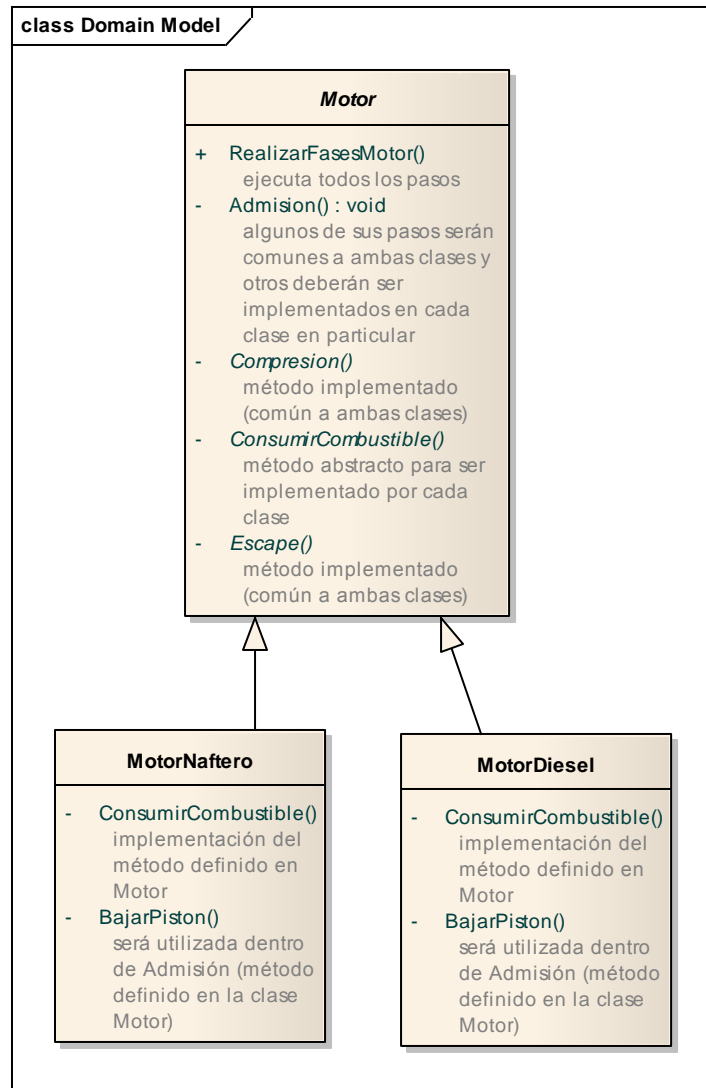 class Domain Model
Motor
+ RealizarFasesMotor()
ejecuta todos los pasos
- Admision() : void
algunos de sus pasos serán
comunes a ambas clases y
otros deberán ser
implementados en cada
clase en particular
- Compresion()
método implementado
(común a ambas clases)
- ConsumirCombustible()
método abstracto para ser
implementado por cada
clase
- Escape()
método implementado
(común a ambas clases)
MotorNaftero
- ConsumirCombustible()
implementación del
método definido en
Motor
- BajarPiston()
será utilizada dentro
de Admisión (método
definido en la clase
Motor)
MotorDiesel
- ConsumirCombustible()
implementación del
método definido en
Motor
- BajarPiston()
será utilizada dentro
de Admisión (método
definido en la clase
Motor)